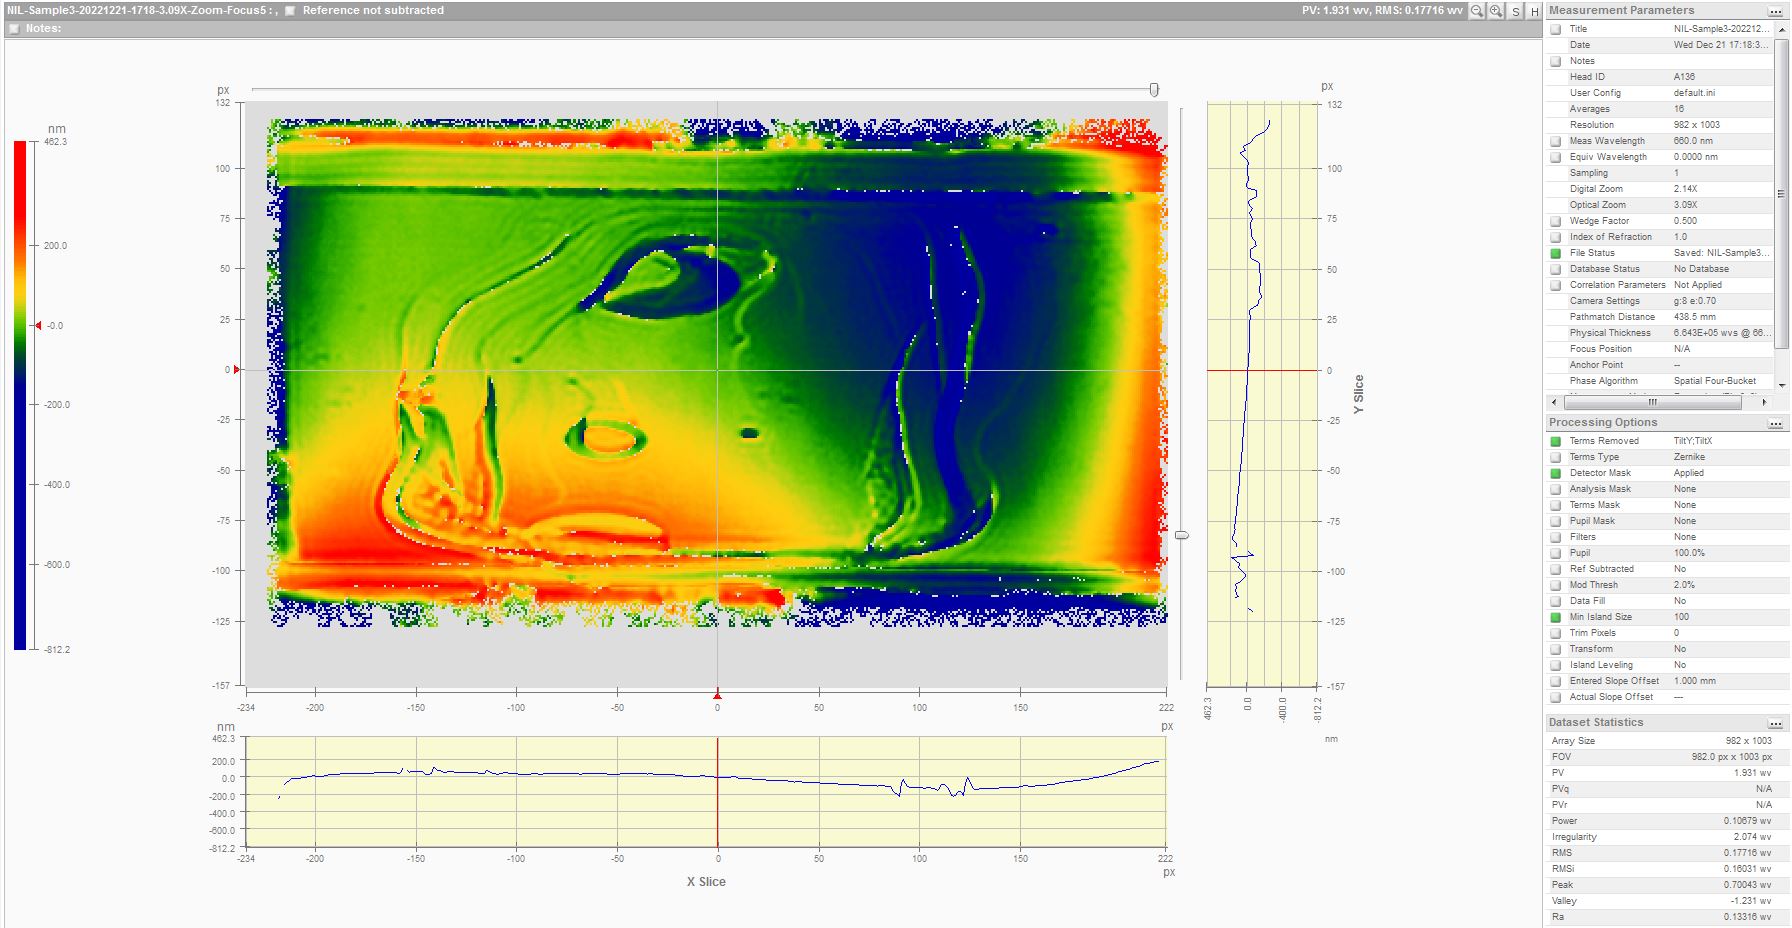 NIL-Sample3-20221221-1718-3.09X-Zoom-Focus5 : , Reference not subtracted PV: 1.931 wv, RMS: 0.17716 wv S H
Notes:
nm
462.3
200.0
-0.0
-200.0
-400.0
-600.0
-812.2
px
132
100
75
50
25
0
-25
-50
-75
-100
-125
-157
-234 -200 -150 -100 -50 0 50 100 150 222
px
px
132
100
75
50
25
0
-25
-50
-75
-100
-125
-157
Y Slice
462.3 0.0 -400.0 -812.2
nm
nm
462.3
200.0
0.0
-200.0
-400.0
-600.0
-812.2
-234 -200 -150 -100 -50 0 50 100 150 222
px
X Slice
Measurement Parameters ...
Title NIL-Sample3-202212...
Date Wed Dec 21 17:18:3...
Notes
Head ID A136
User Config default.ini
Averages 16
Resolution 982 x 1003
Meas Wavelength 660.0 nm
Equiv Wavelength 0.0000 nm
Sampling 1
Digital Zoom 2.14X
Optical Zoom 3.09X
Wedge Factor 0.500
Index of Refraction 1.0
File Status Saved: NIL-Sample3...
Database Status No Database
Correlation Parameters Not Applied
Camera Settings g:8 e:0.70
Pathmatch Distance 438.5 mm
Physical Thickness 6.643E+05 wvs @ 66...
Focus Position N/A
Anchor Point --
Phase Algorithm Spatial Four-Bucket
Processing Options ...
Terms Removed TiltY;TiltX
Terms Type Zernike
Detector Mask Applied
Analysis Mask None
Terms Mask None
Pupil Mask None
Filters None
Pupil 100.0%
Ref Subtracted No
Mod Thresh 2.0%
Data Fill No
Min Island Size 100
Trim Pixels 0
Transform No
Island Leveling No
Entered Slope Offset 1.000 mm
Actual Slope Offset ---
Dataset Statistics ...
Array Size 982 x 1003
FOV 982.0 px x 1003 px
PV 1.931 wv
PVq N/A
PVr N/A
Power 0.10679 wv
Irregularity 2.074 wv
RMS 0.17716 wv
RMSi 0.16031 wv
Peak 0.70043 wv
Valley -1.231 wv
Ra 0.13316 wv